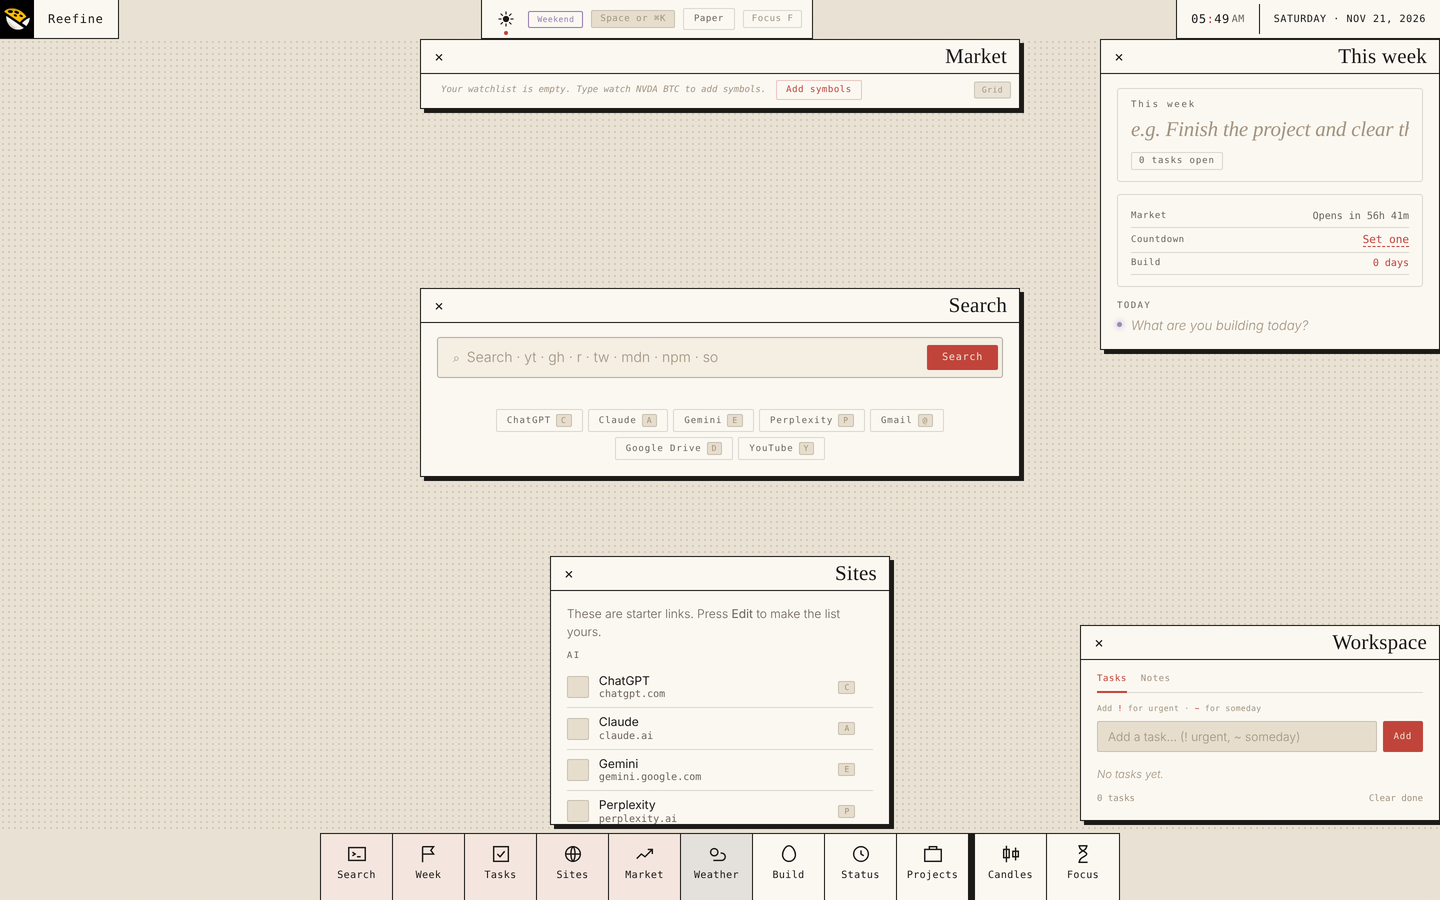 Reefine
Weekend
Space or ⌘K
Paper
Focus F
05:49 AM
SATURDAY · NOV 21, 2026
× Market
Your watchlist is empty. Type watch NVDA BTC to add symbols.
Add symbols
Grid
× This week
This week
e.g. Finish the project and clear th
0 tasks open
Market Opens in 56h 41m
Countdown Set one
Build 0 days
TODAY
What are you building today?
× Search
Search · yt · gh · r · tw · mdn · npm · so
Search
ChatGPT C
Claude A
Gemini E
Perplexity P
Gmail @
Google Drive D
YouTube Y
× Sites
These are starter links. Press Edit to make the list
yours.
AI
ChatGPT
chatgpt.com
C
Claude
claude.ai
A
Gemini
gemini.google.com
E
Perplexity
perplexity.ai
P
× Workspace
Tasks Notes
Add ! for urgent · ~ for someday
Add a task... (! urgent, ~ someday)
Add
No tasks yet.
0 tasks
Clear done
Search
Week
Tasks
Sites
Market
Weather
Build
Status
Projects
Candles
Focus